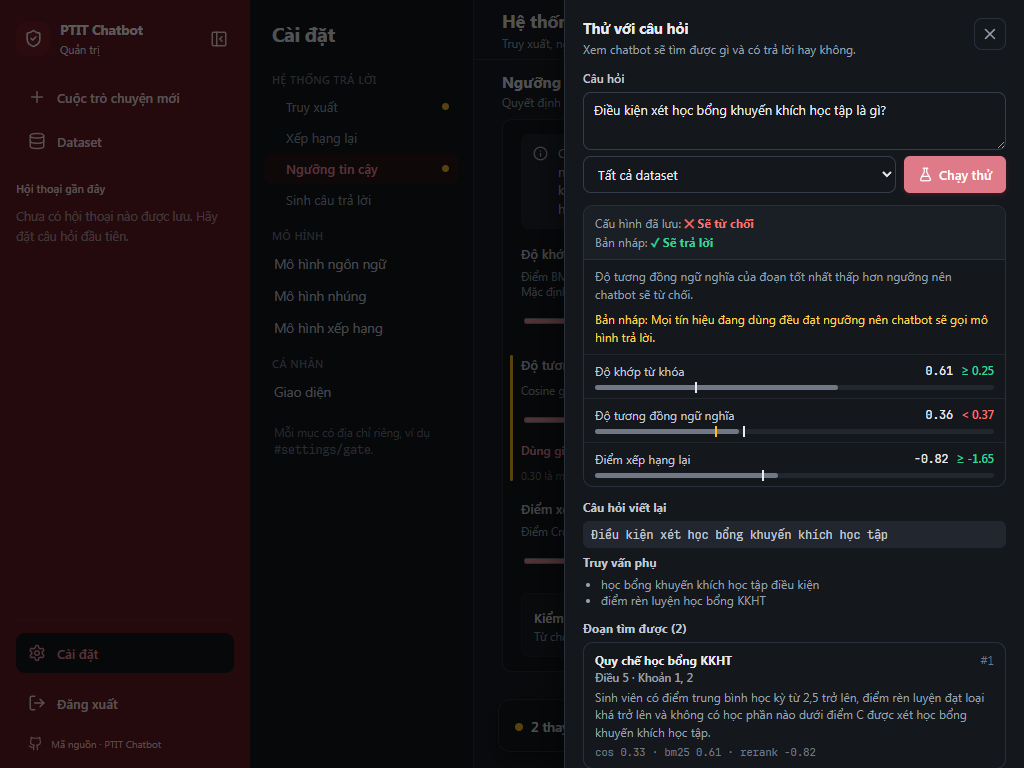 PTIT Chatbot
Quản trị
Cuộc trò chuyện mới
Dataset
Hội thoại gần đây
Chưa có hội thoại nào được lưu. Hãy
đặt câu hỏi đầu tiên.
Cài đặt
Đăng xuất
Mã nguồn · PTIT Chatbot
Cài đặt
HỆ THỐNG TRẢ LỜI
Truy xuất
Xếp hạng lại
Ngưỡng tin cậy
Sinh câu trả lời
MÔ HÌNH
Mô hình ngôn ngữ
Mô hình nhúng
Mô hình xếp hạng
CÁ NHÂN
Giao diện
Mỗi mục có địa chỉ riêng, ví dụ
#settings/gate.
Truy xuất,
Ngưỡng
Quyết định
Điểm BM
Mặc định
Cosine g
Dùng gi
Điểm
Kiểm
2 thay
Thử với câu hỏi
Xem chatbot sẽ tìm được gì và có trả lời hay không.
Câu hỏi
Điều kiện xét học bổng khuyến khích học tập là gì?
Tất cả dataset
Chạy thử
Cấu hình đã lưu: ✗ Sẽ từ chối
Bản nháp: ✓ Sẽ trả lời
Độ tương đồng ngữ nghĩa của đoạn tốt nhất thấp hơn ngưỡng nên
chatbot sẽ từ chối.
Bản nháp: Mọi tín hiệu đang dùng đều đạt ngưỡng nên chatbot sẽ gọi mô
hình trả lời.
Độ khớp từ khóa 0.61 ≥ 0.25
Độ tương đồng ngữ nghĩa 0.36 < 0.37
Điểm xếp hạng lại -0.82 ≥ -1.65
Câu hỏi viết lại
Điều kiện xét học bổng khuyến khích học tập
Truy vấn phụ
• học bổng khuyến khích học tập điều kiện
• điểm rèn luyện học bổng KKHT
Đoạn tìm được (2)
Quy chế học bổng KKHT #1
Điều 5 · Khoản 1, 2
Sinh viên có điểm trung bình học kỳ từ 2,5 trở lên, điểm rèn luyện đạt loại
khá trở lên và không có học phần nào dưới điểm C được xét học bổng
khuyến khích học tập.
cos 0.33 · bm25 0.61 · rerank -0.82